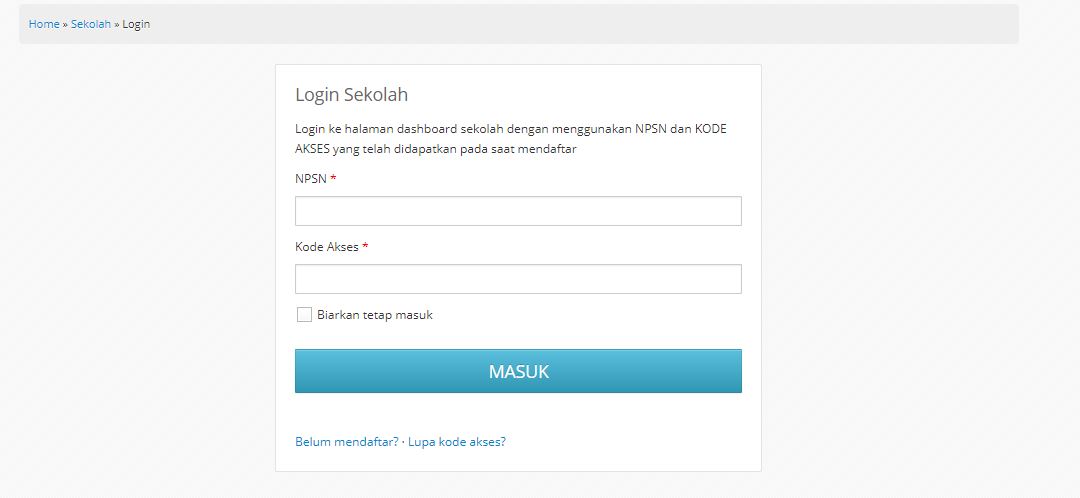 Home » Sekolah » Login
Login Sekolah
Login ke halaman dashboard sekolah dengan menggunakan NPSN dan KODE
AKSES yang telah didapatkan pada saat mendaftar
NPSN *
Kode Akses *
Biarkan tetap masuk
MASUK
Belum mendaftar? · Lupa kode akses?